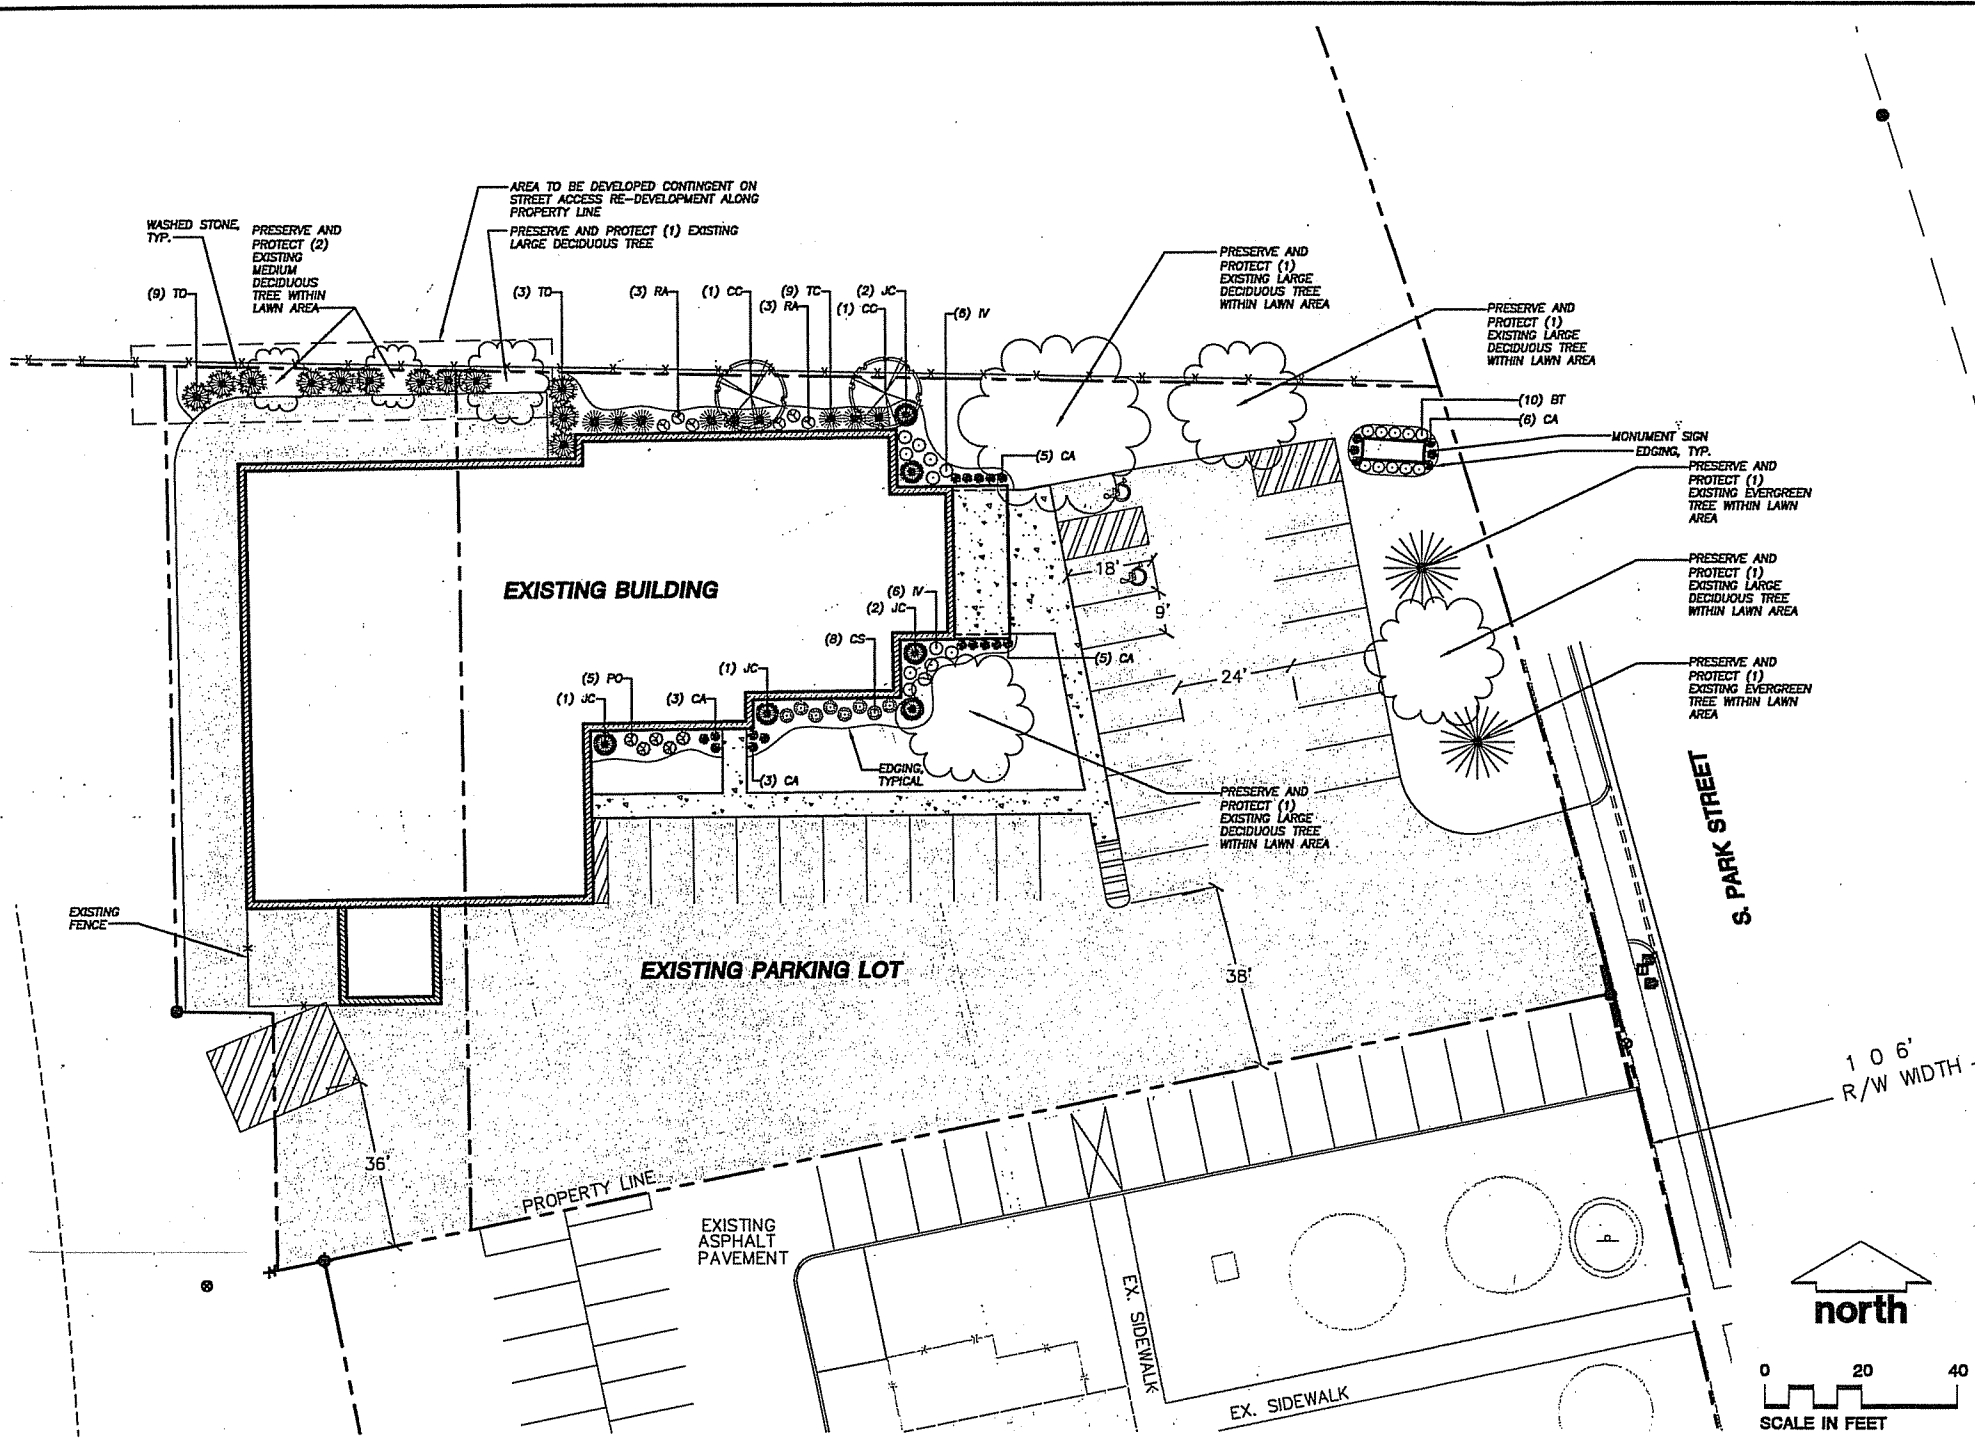 AREA TO BE DEVELOPED CONTINGENT ON
STREET ACCESS RE-DEVELOPMENT ALONG
PROPERTY LINE
WASHED STONE,
TYP.
PRESERVE AND
PROTECT (2)
EXISTING
MEDIUM
DECIDUOUS
TREE WITHIN
LAWN AREA
PRESERVE AND PROTECT (1) EXISTING
LARGE DECIDUOUS TREE
(9) TO
(3) TO
(3) RA
(1) CC
(9) TC
(3) RA
(2) JC
(1) CC
(6) IV
PRESERVE AND
PROTECT (1)
EXISTING LARGE
DECIDUOUS TREE
WITHIN LAWN AREA
PRESERVE AND
PROTECT (1)
EXISTING LARGE
DECIDUOUS TREE
WITHIN LAWN AREA
(10) BT
(6) CA
MONUMENT SIGN
EDGING, TYP.
(5) CA
PRESERVE AND
PROTECT (1)
EXISTING EVERGREEN
TREE WITHIN LAWN
AREA
PRESERVE AND
PROTECT (1)
EXISTING LARGE
DECIDUOUS TREE
WITHIN LAWN AREA
PRESERVE AND
PROTECT (1)
EXISTING EVERGREEN
TREE WITHIN LAWN
AREA
EXISTING BUILDING
18'
9'
24'
(6) IV
(2) JC
(8) CS
(5) CA
(1) JC
(5) PO
(3) CA
(1) JC
(3) CA
EDGING,
TYPICAL
PRESERVE AND
PROTECT (1)
EXISTING LARGE
DECIDUOUS TREE
WITHIN LAWN AREA
S. PARK STREET
EXISTING
FENCE
EXISTING PARKING LOT
38'
36'
106'
R/W WIDTH
PROPERTY LINE
EXISTING
ASPHALT
PAVEMENT
EX. SIDEWALK
EX. SIDEWALK
P
north
0 20 40
SCALE IN FEET